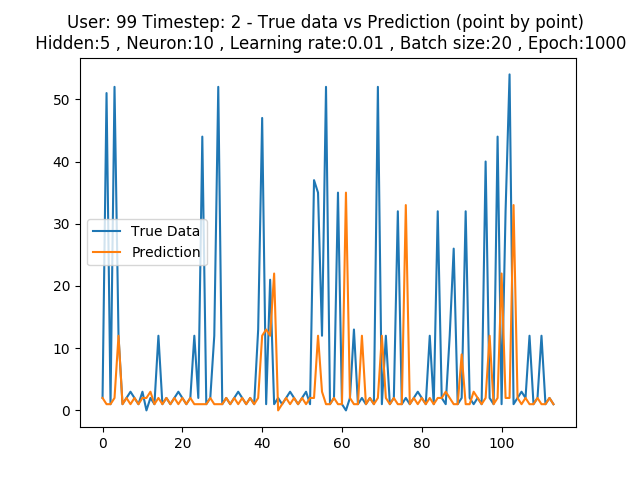 User: 99 Timestep: 2 - True data vs Prediction (point by point)
Hidden:5 , Neuron:10 , Learning rate:0.01 , Batch size:20 , Epoch:1000
50
40
30
20
10
0
True Data
Prediction
0 20 40 60 80 100